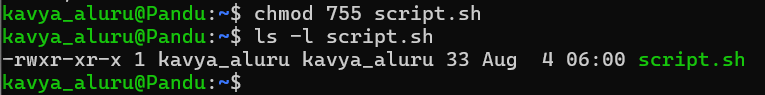 kavya_aluru@Pandu:~$ chmod 755 script.sh
kavya_aluru@Pandu:~$ ls -l script.sh
-rwxr-xr-x 1 kavya_aluru kavya_aluru 33 Aug  4 06:00 script.sh
kavya_aluru@Pandu:~$